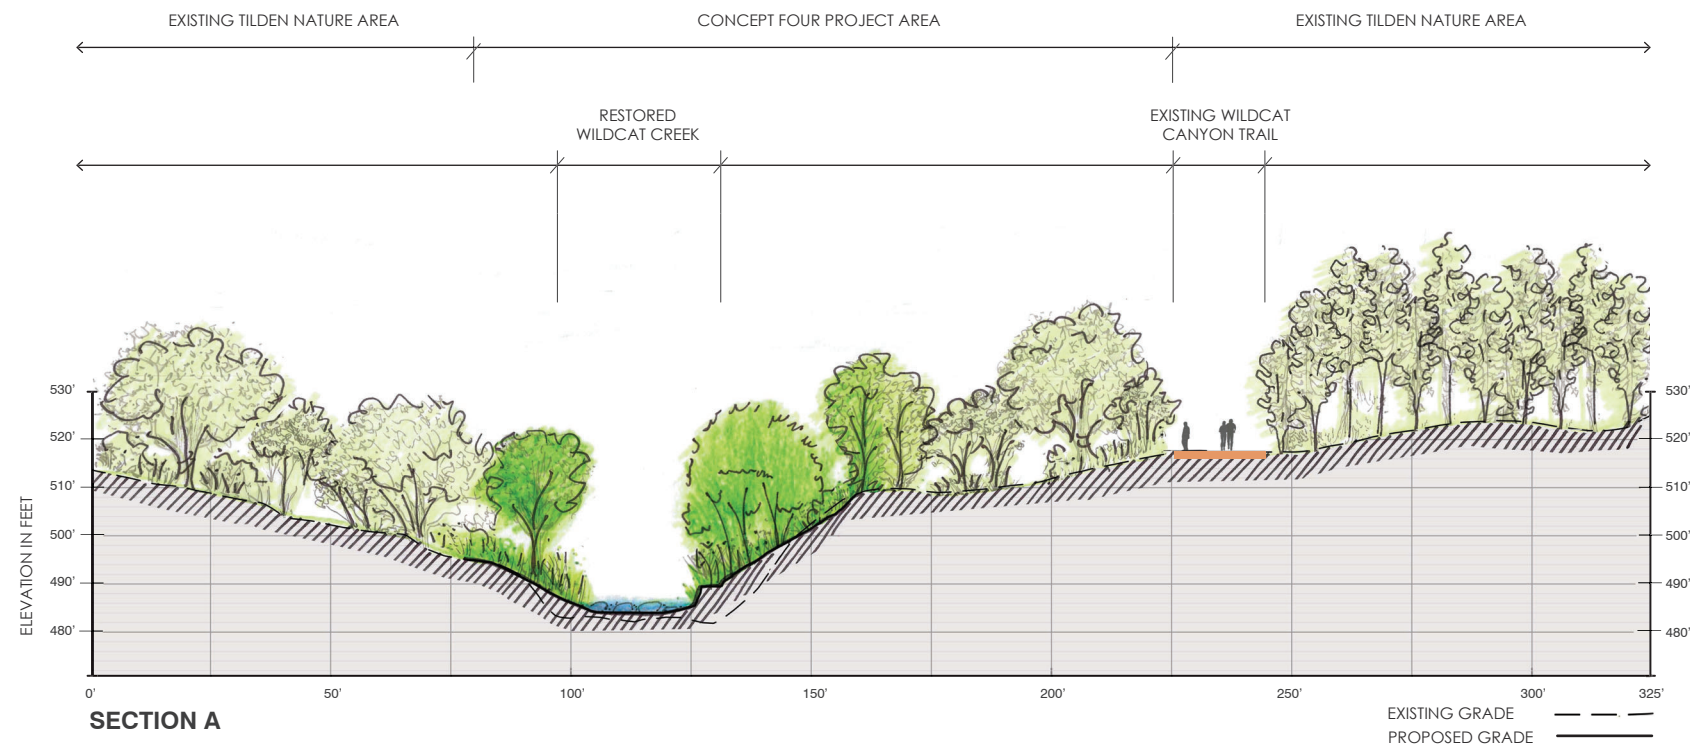 EXISTING TILDEN NATURE AREA
CONCEPT FOUR PROJECT AREA
EXISTING TILDEN NATURE AREA
RESTORED
WILDCAT CREEK
EXISTING WILDCAT
CANYON TRAIL
ELEVATION IN FEET
530'
520'
510'
500'
490'
480'
530'
520'
510'
500'
490'
480'
0'
50'
100'
150'
200'
250'
300'
325'
SECTION A
EXISTING GRADE
PROPOSED GRADE